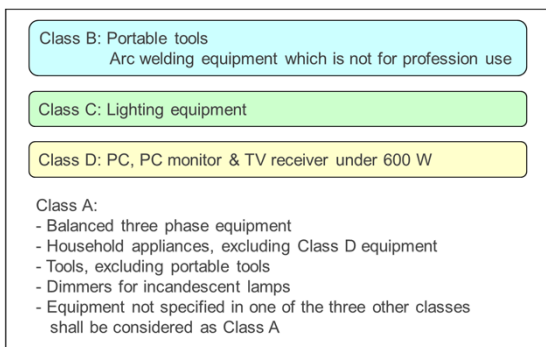 Class B: Portable tools
Arc welding equipment which is not for profession use
Class C: Lighting equipment
Class D: PC, PC monitor & TV receiver under 600 W
Class A:
- Balanced three phase equipment
- Household appliances, excluding Class D equipment
- Tools, excluding portable tools
- Dimmers for incandescent lamps
- Equipment not specified in one of the three other classes
shall be considered as Class A